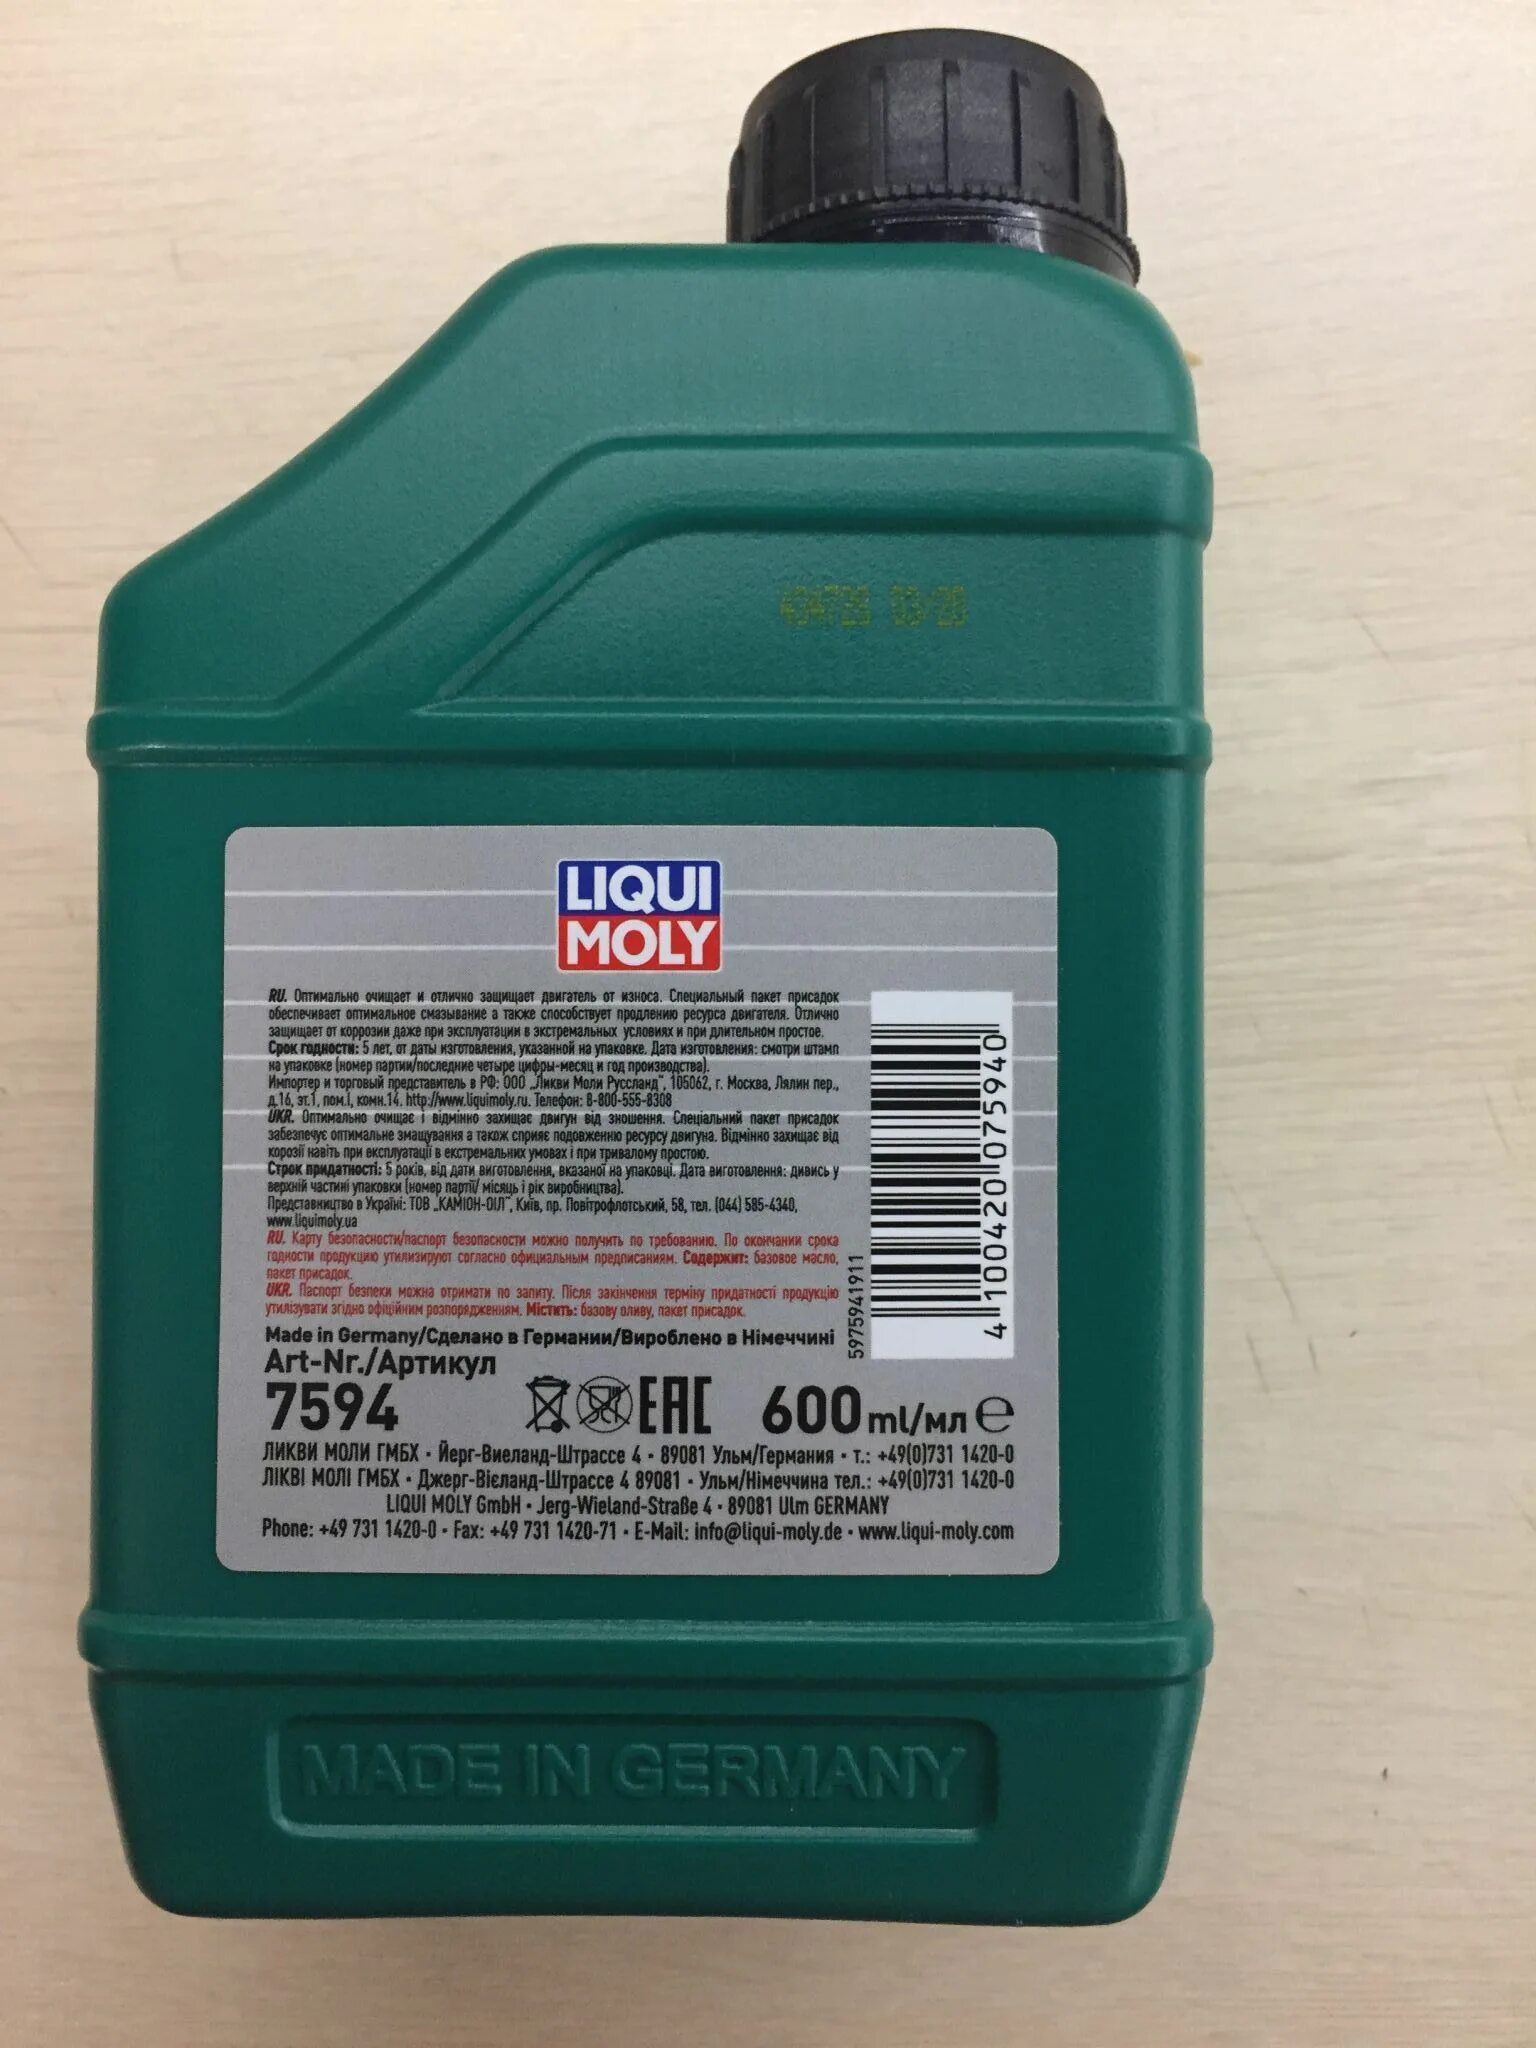 LIQUI
MOLY
RU. Оптимально очищает и отлично защищает двигатель от износа. Специальный пакет присадок
обеспечивает оптимальное смазывание а также способствует продлению ресурса двигателя. Отлично
защищает от коррозии даже при эксплуатации в экстремальных условиях и при длительном простое.
Срок годности: 5 лет, от даты изготовления, указанной на упаковке. Дата изготовления: смотри штамп
на упаковке (номер партии/последние четыре цифры-месяц и год производства).
Импортер и торговый представитель в РФ: ООО „Ликви Моли Руссланд", 105062, г. Москва, Лялин пер.,
д.16, эт.1, пом.I, комн.14. http://www.liquimoly.ru. Телефон: 8-800-555-8308
UKR. Оптимально очищає і відмінно захищає двигун від зношення. Спеціальний пакет присадок
забезпечує оптимальне змащування а також сприяє подовженню ресурсу двигуна. Відмінно захищає від
корозії навіть при експлуатації в екстремальних умовах і при тривалому простою.
Строк придатності: 5 років, від дати виготовлення, вказаної на упаковці. Дата виготовлення: дивись у
верхній частині упаковки (номер партії/ місяць і рік виробництва).
Представництво в Україні: ТОВ „КАМІОН-ОІЛ", Київ, пр. Повітрофлотський, 58, тел. (044) 585-4340,
www.liquimoly.ua
RU. Карту безопасности/паспорт безопасности можно получить по требованию. По окончании срока
годности продукцию утилизируют согласно официальным предписаниям. Содержит: базовое масло,
пакет присадок.
UKR. Паспорт безпеки можна отримати по запиту. Після закінчення терміну придатності продукцію
утилізувати згідно офіційним розпорядженням. Містить: базову оливу, пакет присадок.
Made in Germany/Сделано в Германии/Вироблено в Німеччині
Art-Nr./Артикул
7594
EAC
600 ml/мл ℮
5975941911
4 100420 075940
ЛИКВИ МОЛИ ГМБХ · Йерг-Виеланд-Штрассе 4 · 89081 Ульм/Германия · т.: +49(0)731 1420-0
ЛІКВІ МОЛІ ГМБХ · Джерг-Вієланд-Штрассе 4 89081 · Ульм/Німеччина тел.: +49(0)731 1420-0
LIQUI MOLY GmbH · Jerg-Wieland-Straße 4 · 89081 Ulm GERMANY
Phone: +49 731 1420-0 · Fax: +49 731 1420-71 · E-Mail: info@liqui-moly.de · www.liqui-moly.com
MADE IN GERMANY